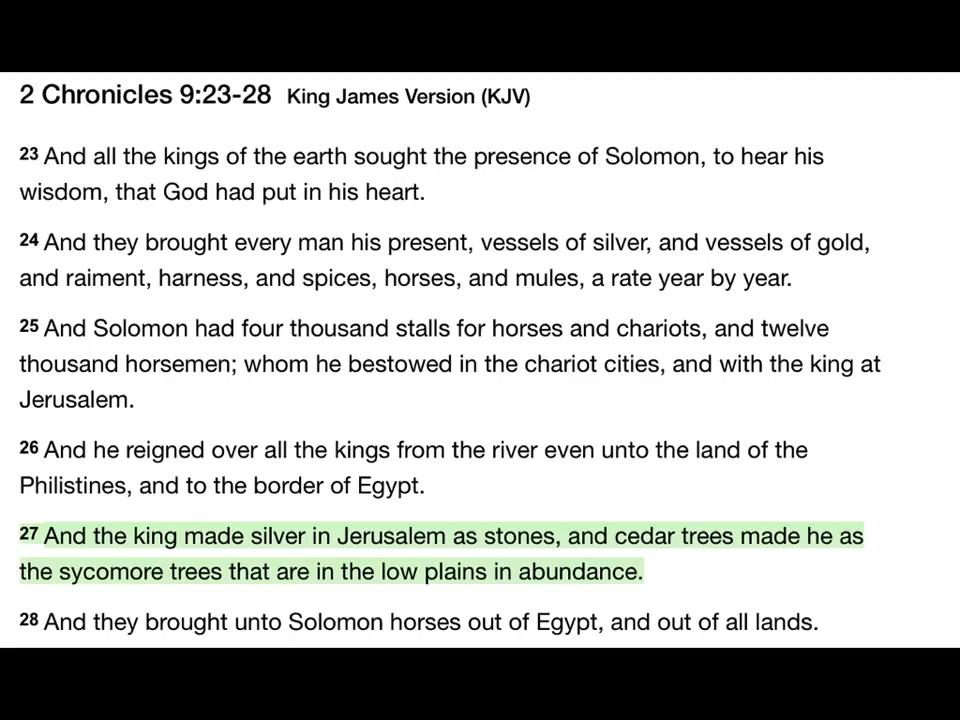 2 Chronicles 9:23-28 King James Version (KJV)
23 And all the kings of the earth sought the presence of Solomon, to hear his
wisdom, that God had put in his heart.
24 And they brought every man his present, vessels of silver, and vessels of gold,
and raiment, harness, and spices, horses, and mules, a rate year by year.
25 And Solomon had four thousand stalls for horses and chariots, and twelve
thousand horsemen; whom he bestowed in the chariot cities, and with the king at
Jerusalem.
26 And he reigned over all the kings from the river even unto the land of the
Philistines, and to the border of Egypt.
27 And the king made silver in Jerusalem as stones, and cedar trees made he as
the sycomore trees that are in the low plains in abundance.
28 And they brought unto Solomon horses out of Egypt, and out of all lands.